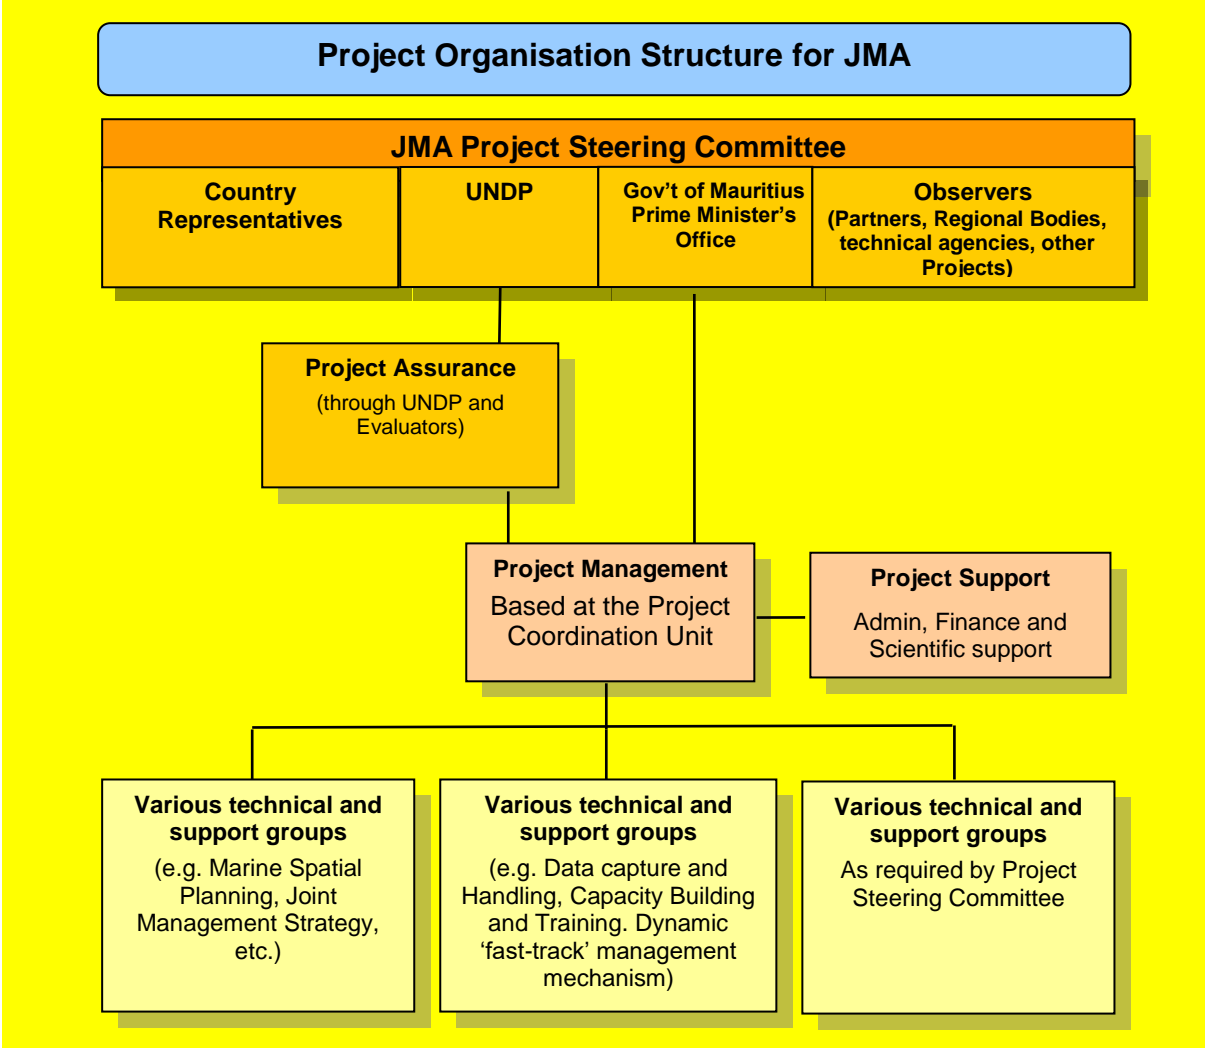 Project Organisation Structure for JMA
JMA Project Steering Committee
Country
Representatives
UNDP
Gov’t of Mauritius
Prime Minister’s
Office
Observers
(Partners, Regional Bodies,
technical agencies, other
Projects)
Project Assurance
(through UNDP and
Evaluators)
Project Management
Based at the Project
Coordination Unit
Project Support
Admin, Finance and
Scientific support
Various technical and
support groups
(e.g. Marine Spatial
Planning, Joint
Management Strategy,
etc.)
Various technical and
support groups
(e.g. Data capture and
Handling, Capacity Building
and Training. Dynamic
‘fast-track’ management
mechanism)
Various technical and
support groups
As required by Project
Steering Committee